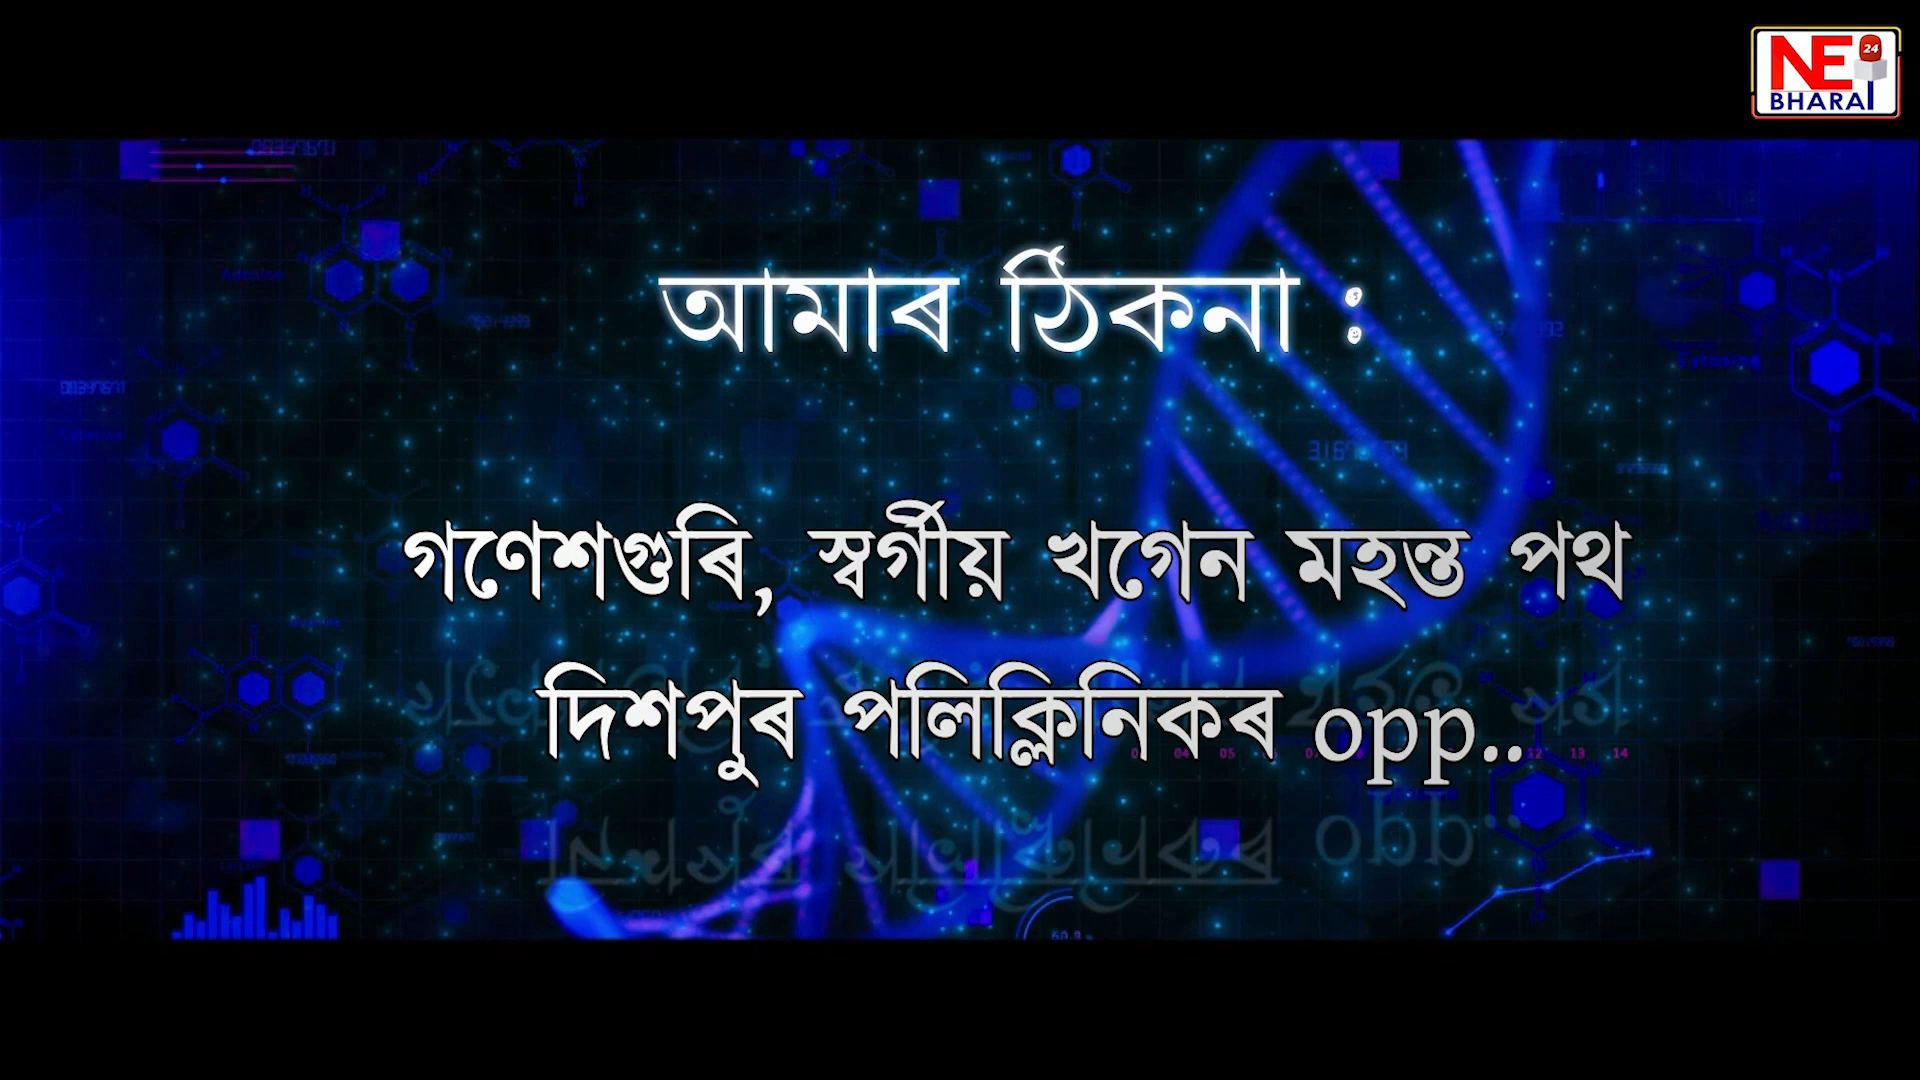 NE 24
BHARAT
আমাৰ ঠিকনা :
গণেশগুৰি, স্বৰ্গীয় খগেন মহন্ত পথ
দিশপুৰ পলিক্লিনিকৰ opp..